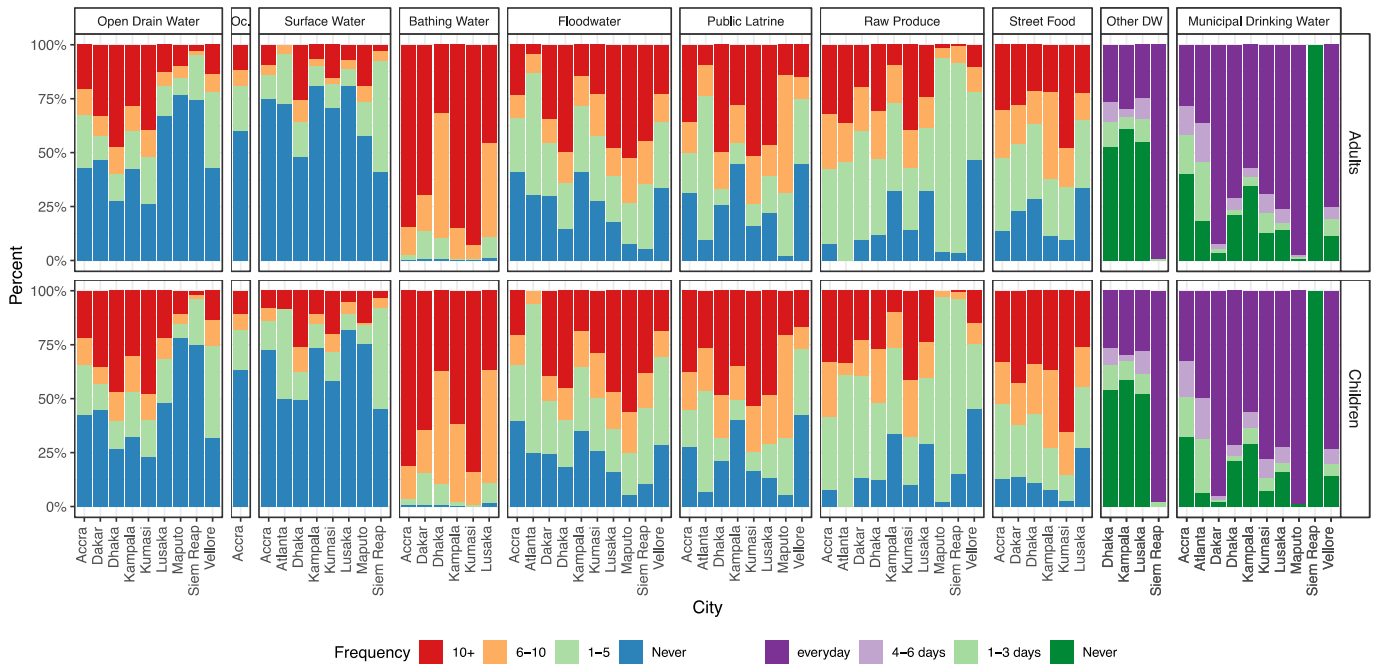 Open Drain Water Oc. Surface Water Bathing Water Floodwater Public Latrine Raw Produce Street Food Other DW Municipal Drinking Water
100%
75%
50%
25%
0%
Adults
100%
75%
50%
25%
0%
Children
Percent
Accra Dakar Dhaka Kampala Kumasi Lusaka Maputo Siem Reap Vellore
Accra
Accra Atlanta Dhaka Kampala Kumasi Lusaka Maputo Siem Reap
Accra Dakar Dhaka Kampala Kumasi Lusaka
Accra Atlanta Dakar Dhaka Kampala Kumasi Lusaka Maputo Siem Reap Vellore
Accra Atlanta Dhaka Kampala Kumasi Lusaka Maputo Vellore
Accra Atlanta Dakar Dhaka Kampala Kumasi Lusaka Maputo Siem Reap Vellore
Accra Dakar Dhaka Kampala Kumasi Lusaka
Dhaka Kampala Lusaka Siem Reap
Accra Atlanta Dakar Dhaka Kampala Kumasi Lusaka Maputo Siem Reap Vellore
City
Frequency 10+ 6–10 1–5 Never everyday 4–6 days 1–3 days Never